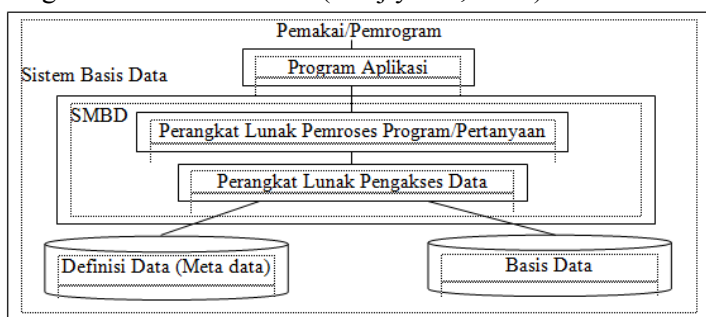 Pemakai/Pemrogram
Program Aplikasi
Sistem Basis Data
SMBD
Perangkat Lunak Pemroses Program/Pertanyaan
Perangkat Lunak Pengakses Data
Definisi Data (Meta data)
Basis Data